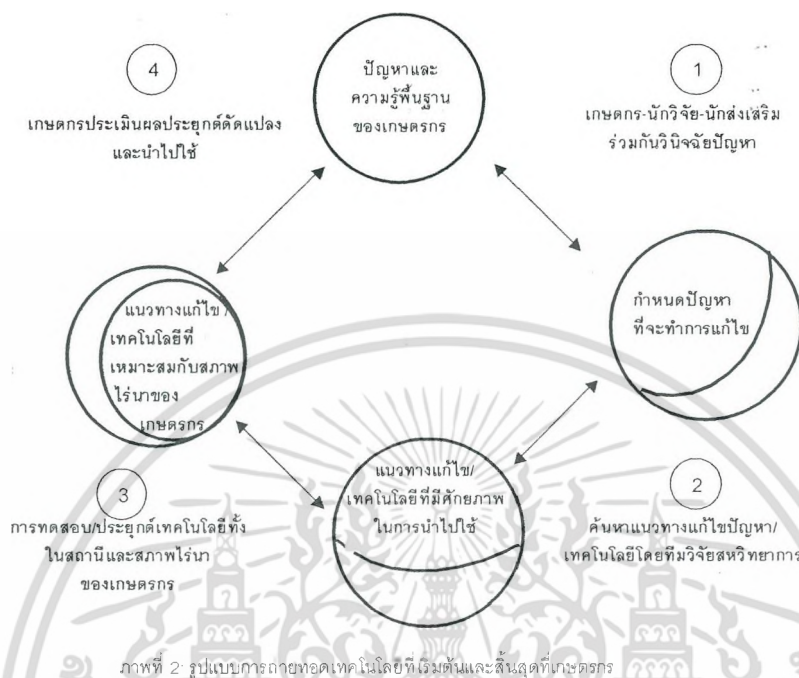 4
เกษตกรประเมินผลประยุกต์ดัดแปลง
และนำไปใช้
ปัญหาและ
ความรู้พื้นฐาน
ของเกษตรกร
1
เกษตกร-นักวิจัย-นักส่งเสริม
ร่วมกันวินิจฉัยปัญหา
แนวทางแก้ไข /
เทคโนโลยีที่
เหมาะสมกับสภาพ
ไร่นาของ
เกษตรกร
กำหนดปัญหา
ที่จะทำการแก้ไข
3
การทดสอบ/ประยุกต์เทคโนโลยีทั้ง
ในสถานีและสภาพไร่นา
ของเกษตรกร
แนวทางแก้ไข/
เทคโนโลยีที่มีศักยภาพ
ในการนำไปใช้
2
ค้นหาแนวทางแก้ไขปัญหา/
เทคโนโลยีโดยทีมวิจัยสหวิทยาการ
ภาพที่ 2 รูปแบบการถ่ายทอดเทคโนโลยีที่เริ่มต้นและสิ้นสุดที่เกษตรกร